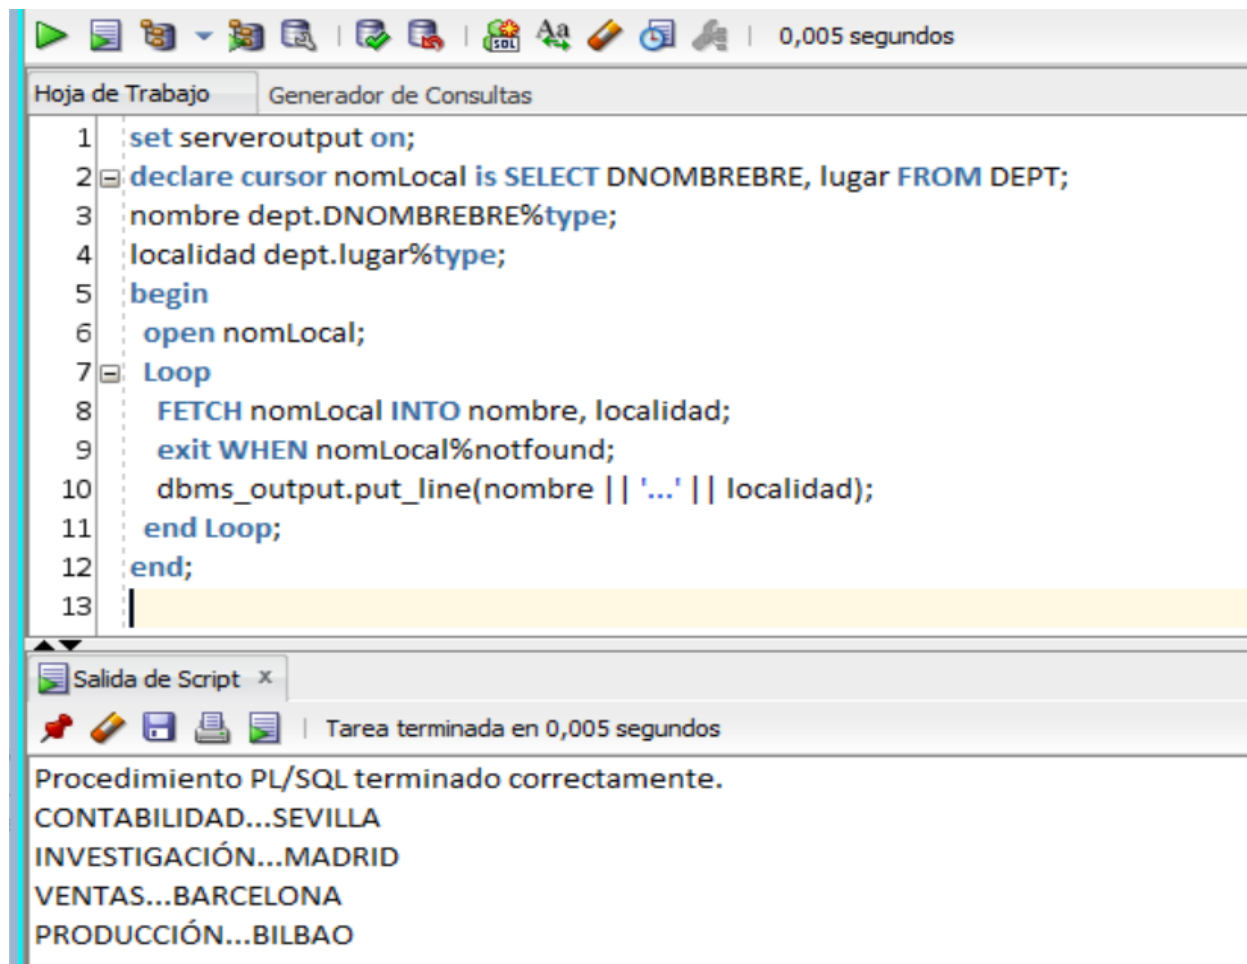 0,005 segundos
Hoja de Trabajo Generador de Consultas
1 set serveroutput on;
2 declare cursor nomLocal is SELECT DNOMBREBRE, lugar FROM DEPT;
3 nombre dept.DNOMBREBRE%type;
4 localidad dept.lugar%type;
5 begin
6 open nomLocal;
7 Loop
8 FETCH nomLocal INTO nombre, localidad;
9 exit WHEN nomLocal%notfound;
10 dbms_output.put_line(nombre || '...' || localidad);
11 end Loop;
12 end;
13
Salida de Script x
Tarea terminada en 0,005 segundos
Procedimiento PL/SQL terminado correctamente.
CONTABILIDAD...SEVILLA
INVESTIGACIÓN...MADRID
VENTAS...BARCELONA
PRODUCCIÓN...BILBAO